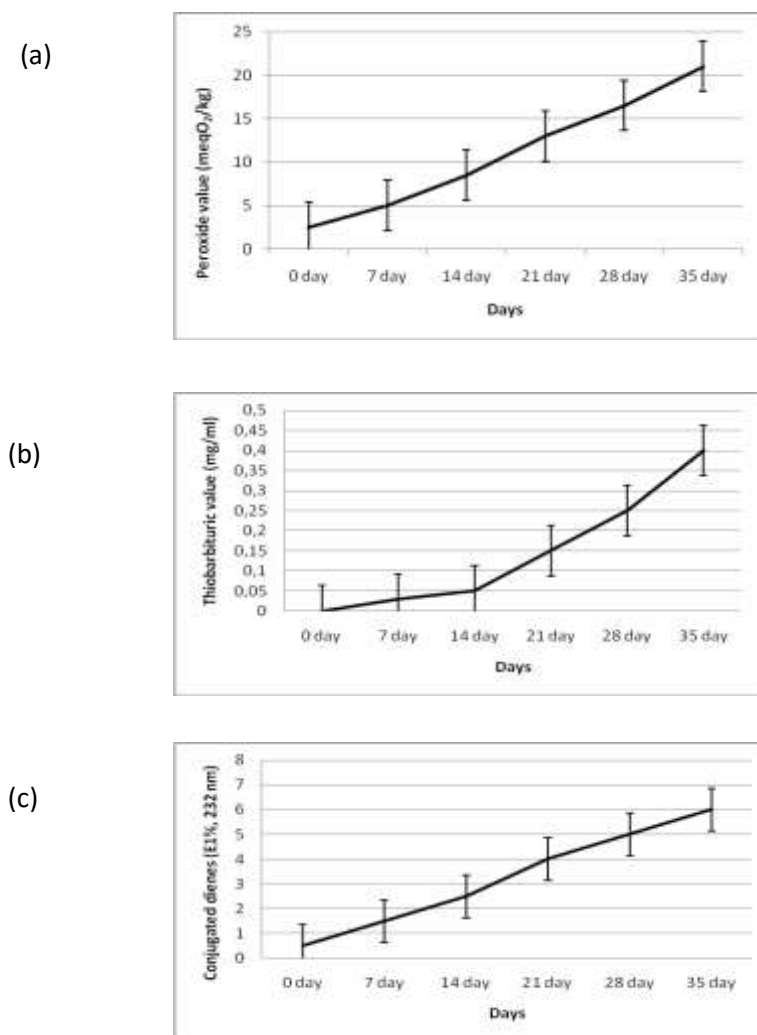 (a)
Peroxide value (meqO₂/kg)
25
20
15
10
5
0
0 day 7 day 14 day 21 day 28 day 35 day
Days
(b)
Thiobarbituric value (mg/ml)
0,5
0,45
0,4
0,35
0,3
0,25
0,2
0,15
0,1
0,05
0
0 day 7 day 14 day 21 day 28 day 35 day
Days
(c)
Conjugated dienes (E1%, 232 nm)
8
7
6
5
4
3
2
1
0
0 day 7 day 14 day 21 day 28 day 35 day
Days